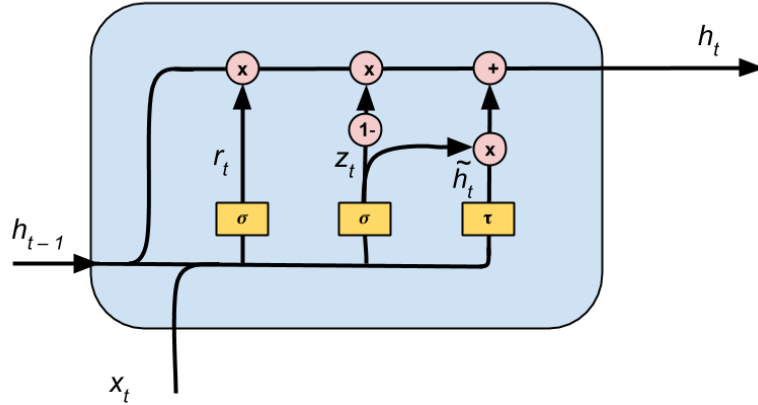 h_t
x x +
1-
r_t z_t x
h̃_t
σ σ τ
h_{t-1}
x_t